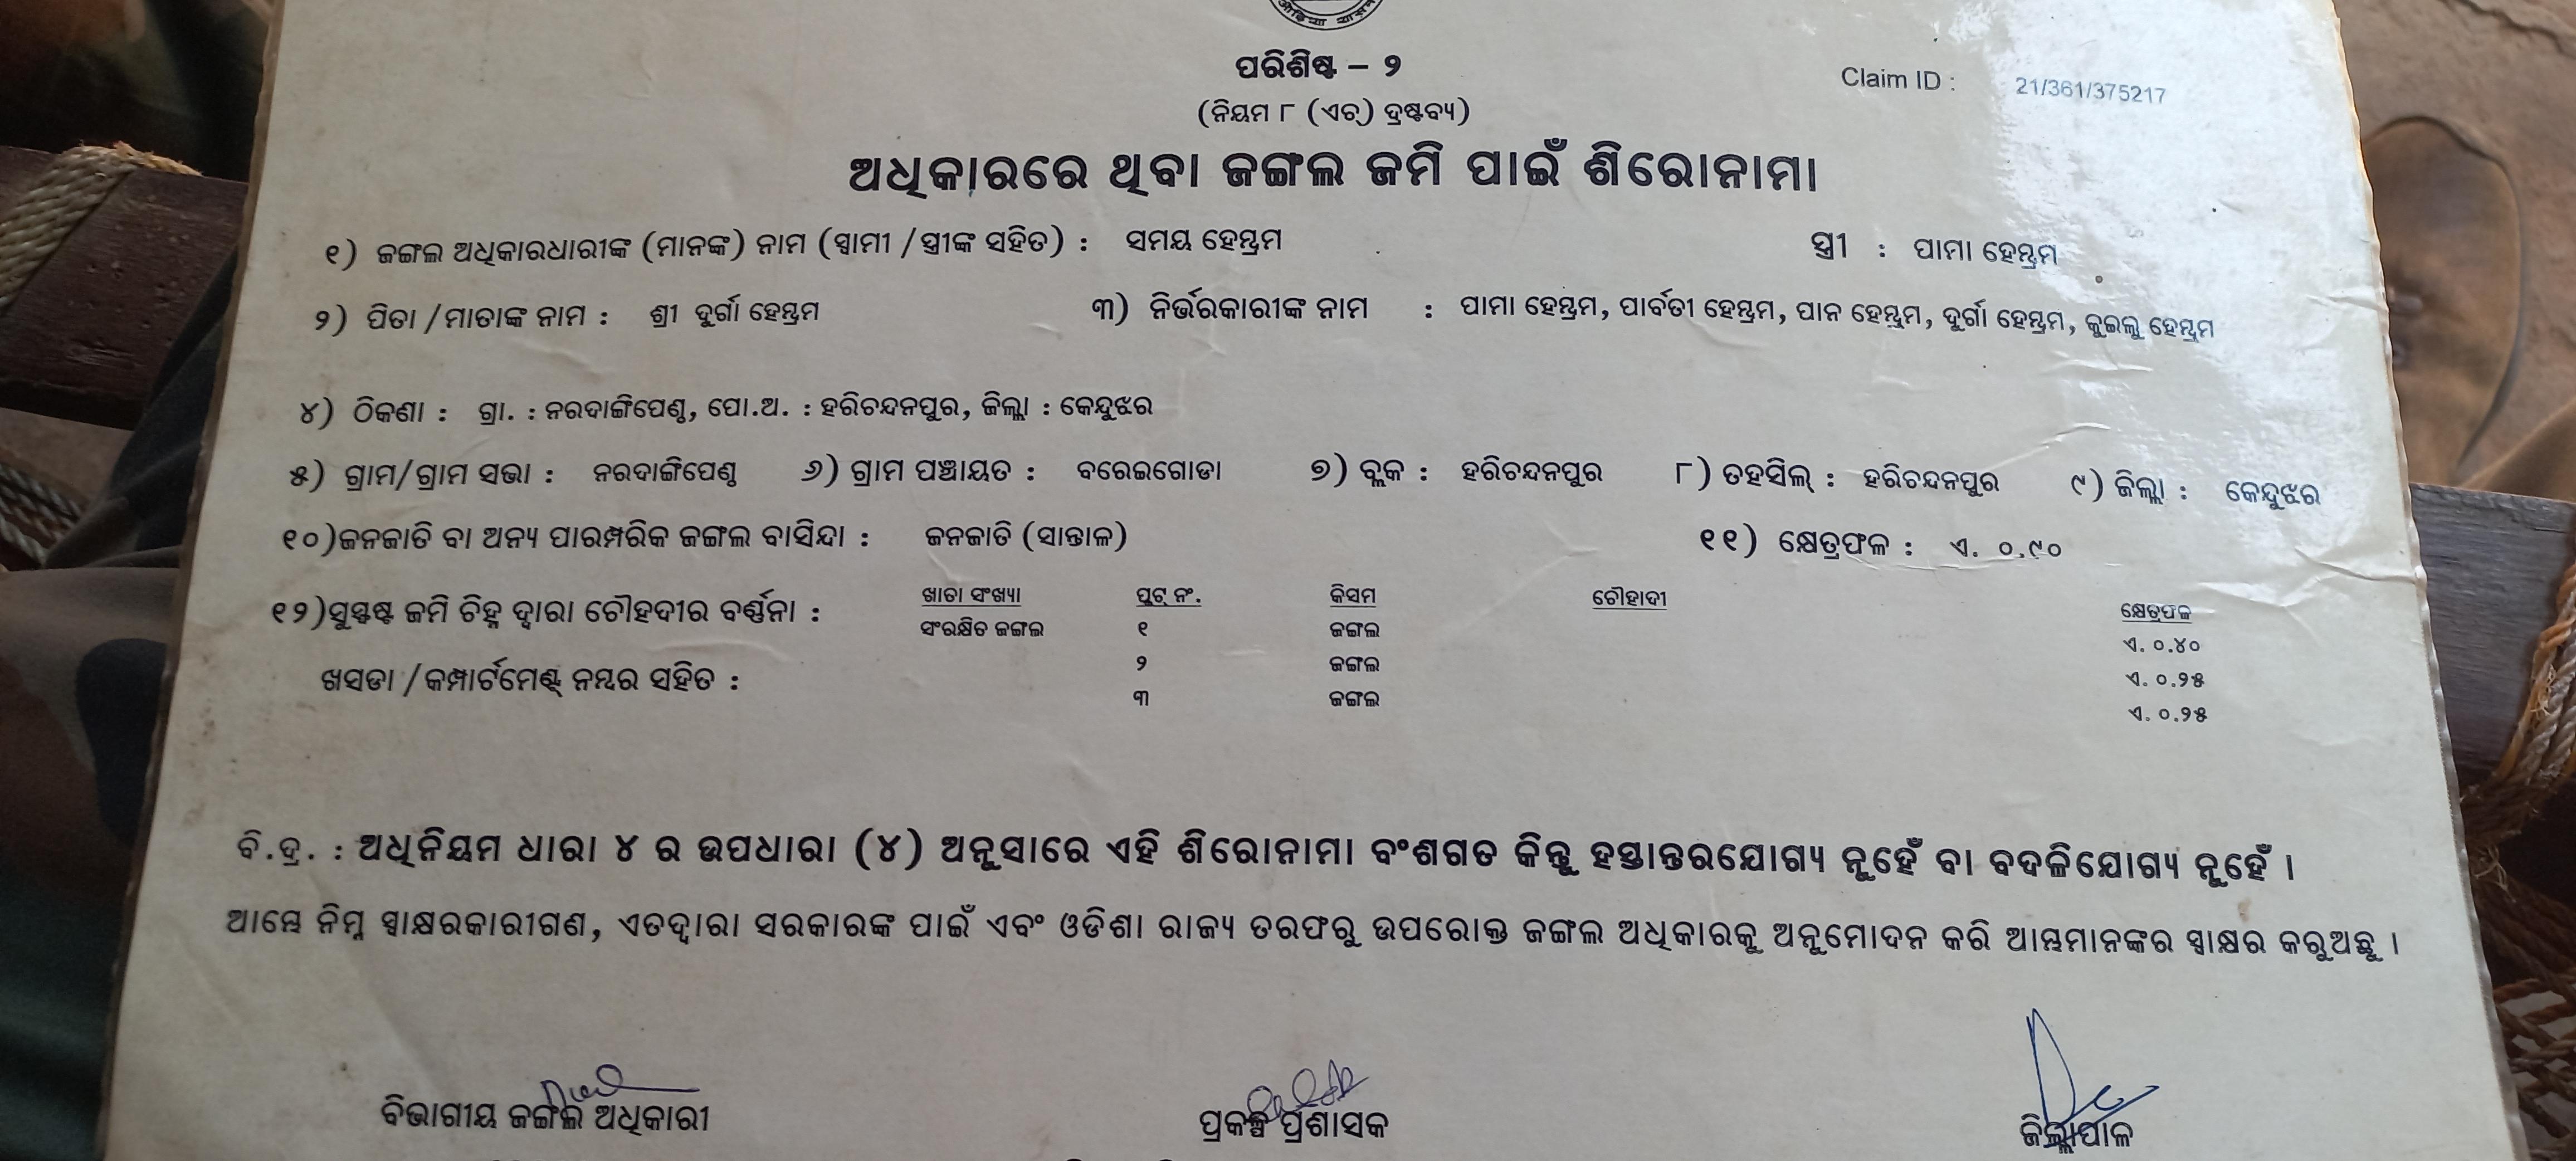 ପରିଶିଷ୍ଟ – ୨
Claim ID : 21/361/375217
(ନିୟମ ୮ (ଏଚ୍) ଦ୍ରଷ୍ଟବ୍ୟ)
ଅଧିକାରରେ ଥିବା ଜଙ୍ଗଲ ଜମି ପାଇଁ ଶିରୋନାମା
୧) ଜଙ୍ଗଲ ଅଧିକାରଧାରୀଙ୍କ (ମାନଙ୍କ) ନାମ (ସ୍ୱାମୀ / ସ୍ତ୍ରୀଙ୍କ ସହିତ) : ସମୟ ହେମ୍ବ୍ରମ ସ୍ତ୍ରୀ : ପାମା ହେମ୍ବ୍ରମ
୨) ପିତା / ମାତାଙ୍କ ନାମ : ଶ୍ରୀ ଦୁର୍ଗା ହେମ୍ବ୍ରମ ୩) ନିର୍ଭରକାରୀଙ୍କ ନାମ : ପାମା ହେମ୍ବ୍ରମ, ପାର୍ବତୀ ହେମ୍ବ୍ରମ, ପାନ ହେମ୍ବ୍ରମ, ଦୁର୍ଗା ହେମ୍ବ୍ରମ, କୁଇଲୁ ହେମ୍ବ୍ରମ
୪) ଠିକଣା : ଗ୍ରା. : ନରଦାଙ୍ଗିପେଣ୍ଠ, ପୋ.ଅ. : ହରିଚନ୍ଦନପୁର, ଜିଲ୍ଲା : କେନ୍ଦୁଝର
୫) ଗ୍ରାମ/ଗ୍ରାମ ସଭା : ନରଦାଙ୍ଗିପେଣ୍ଠ ୬) ଗ୍ରାମ ପଞ୍ଚାୟତ : ବରେଇଗୋଡା ୭) ବ୍ଲକ : ହରିଚନ୍ଦନପୁର ୮) ତହସିଲ୍ : ହରିଚନ୍ଦନପୁର ୯) ଜିଲ୍ଲା : କେନ୍ଦୁଝର
୧୦) ଜନଜାତି ବା ଅନ୍ୟ ପାରମ୍ପରିକ ଜଙ୍ଗଲ ବାସିନ୍ଦା : ଜନଜାତି (ସାନ୍ତାଳ) ୧୧) କ୍ଷେତ୍ରଫଳ : ଏ. ୦.୯୦
୧୨) ସୁସ୍ପଷ୍ଟ ଜମି ଚିହ୍ନ ଦ୍ୱାରା ଚୌହଦୀର ବର୍ଣ୍ଣନା : ଖାତା ସଂଖ୍ୟା ପ୍ଲଟ୍ ନଂ. କିସମ ଚୌହାଦୀ କ୍ଷେତ୍ରଫଳ
ସଂରକ୍ଷିତ ଜଙ୍ଗଲ ୧ ଜଙ୍ଗଲ ଏ. ୦.୪୦
୨ ଜଙ୍ଗଲ ଏ. ୦.୨୫
ଖସଡା / କମ୍ପାର୍ଟମେଣ୍ଟ୍ ନମ୍ବର ସହିତ : ୩ ଜଙ୍ଗଲ ଏ. ୦.୨୫
ବି.ଦ୍ର. : ଅଧିନିୟମ ଧାରା ୪ ର ଉପଧାରା (୪) ଅନୁସାରେ ଏହି ଶିରୋନାମା ବଂଶଗତ କିନ୍ତୁ ହସ୍ତାନ୍ତରଯୋଗ୍ୟ ନୁହେଁ ବା ବଦଳିଯୋଗ୍ୟ ନୁହେଁ ।
ଆମ୍ଭେ ନିମ୍ନ ସ୍ୱାକ୍ଷରକାରୀଗଣ, ଏତଦ୍ୱାରା ସରକାରଙ୍କ ପାଇଁ ଏବଂ ଓଡିଶା ରାଜ୍ୟ ତରଫରୁ ଉପରୋକ୍ତ ଜଙ୍ଗଲ ଅଧିକାରକୁ ଅନୁମୋଦନ କରି ଆମ୍ଭମାନଙ୍କର ସ୍ୱାକ୍ଷର କରୁଅଛୁ ।
ବିଭାଗୀୟ ଜଙ୍ଗଲ ଅଧିକାରୀ ପ୍ରକଳ୍ପ ପ୍ରଶାସକ ଜିଲ୍ଲାପାଳ